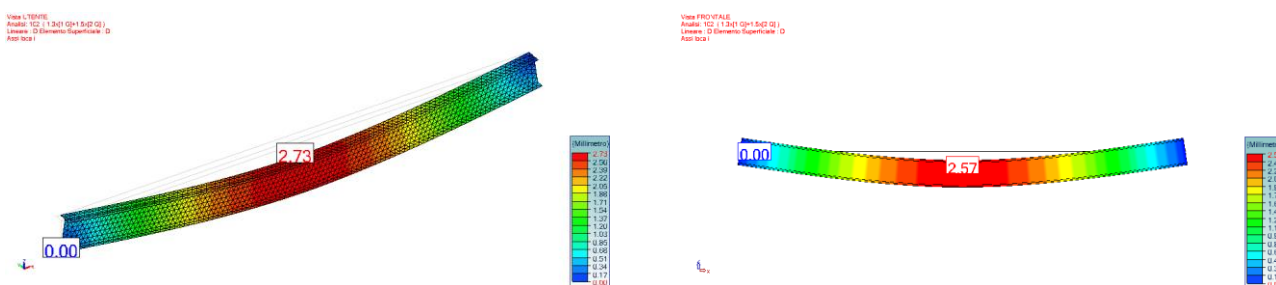 Vista UTENTE
Analisi: 102 ( 1.3x[1 G]+1.5x[2 G] )
Lineare : D Elemento Superficiale : D
Assi loca i
2.73
0.00
(Millimetro)
2.73
2.56
2.39
2.22
2.05
1.88
1.71
1.54
1.37
1.20
1.03
0.85
0.68
0.51
0.34
0.17
0.00
Vista FRONTALE
Analisi: 102 ( 1.3x[1 G]+1.5x[2 G] )
Lineare : D Elemento Superficiale : D
Assi loca i
0.00
2.57